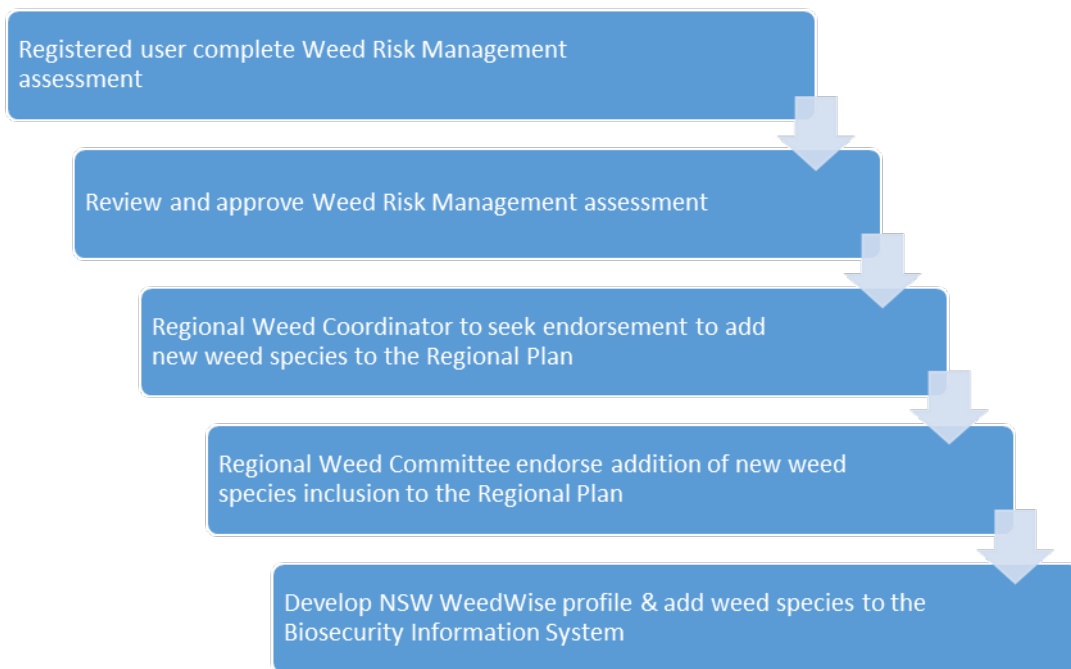 Registered user complete Weed Risk Management
assessment
Review and approve Weed Risk Management assessment
Regional Weed Coordinator to seek endorsement to add
new weed species to the Regional Plan
Regional Weed Committee endorse addition of new weed
species inclusion to the Regional Plan
Develop NSW WeedWise profile & add weed species to the
Biosecurity Information System